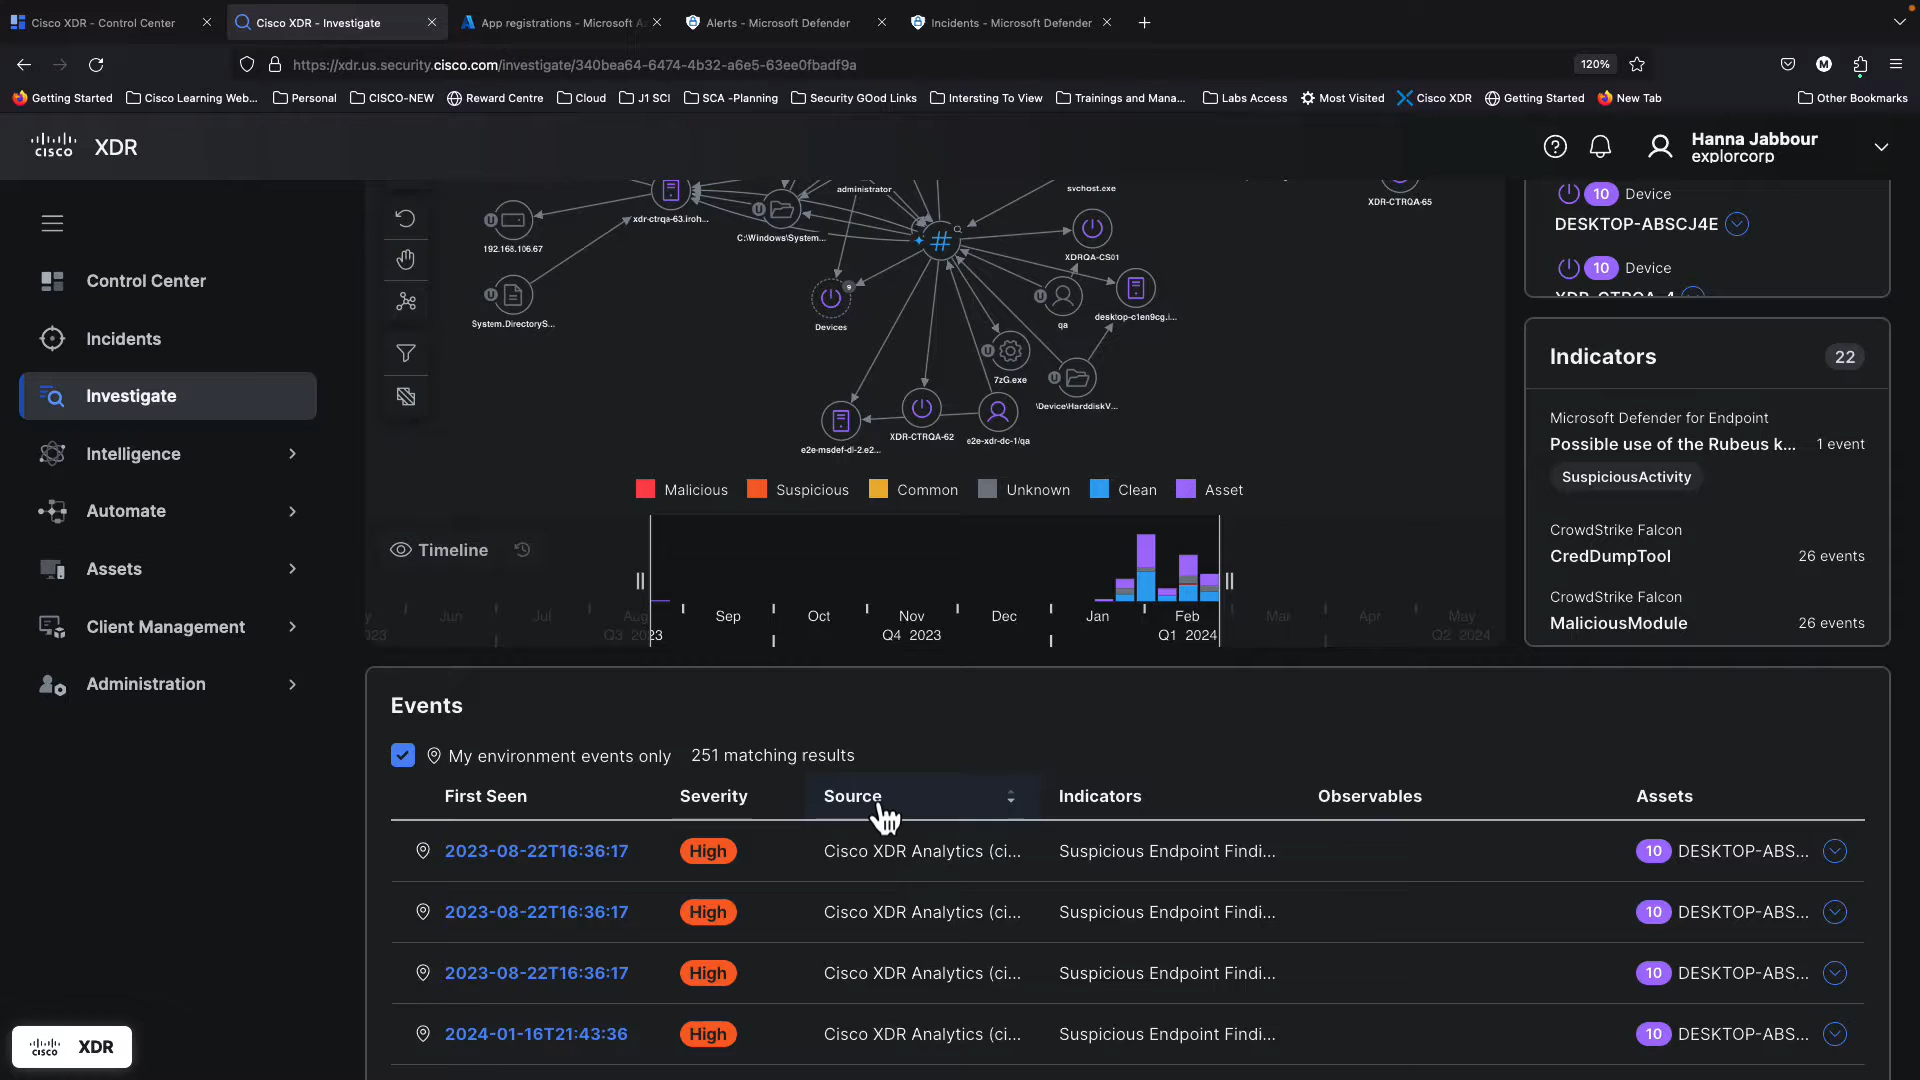 Cisco XDR - Control Center
Cisco XDR - Investigate
App registrations - Microsoft A
Alerts - Microsoft Defender
Incidents - Microsoft Defender
https://xdr.us.security.cisco.com/investigate/340bea64-6474-4b32-a6e5-63ee0fbadf9a
120%
M
Getting Started
Cisco Learning Web...
Personal
CISCO-NEW
Reward Centre
Cloud
J1 SCI
SCA -Planning
Security GOod Links
Intersting To View
Trainings and Mana...
Labs Access
Most Visited
Cisco XDR
Getting Started
New Tab
Other Bookmarks
CISCO
XDR
Hanna Jabbour
explorcorp
Control Center
Incidents
Investigate
Intelligence
Automate
Assets
Client Management
Administration
administrator
svchost.exe
xdr-ctrqa-63.iroh...
XDR-CTRQA-65
C:\Windows\System...
192.168.106.67
XDRQA-CS01
System.DirectoryS...
9
Devices
qa
desktop-c1en9cg.i...
7zG.exe
\Device\HarddiskV...
XDR-CTRQA-62
e2e-xdr-dc-1/qa
e2e-msdef-dl-2.e2...
Malicious
Suspicious
Common
Unknown
Clean
Asset
Timeline
Jun
Jul
Aug
Sep
Oct
Nov
Dec
Jan
Feb
Mar
Apr
May
Q3 2023
Q4 2023
Q1 2024
Q2 2024
10 Device
DESKTOP-ABSCJ4E
10 Device
XDR-CTRQA-4
Indicators
22
Microsoft Defender for Endpoint
Possible use of the Rubeus k... 1 event
SuspiciousActivity
CrowdStrike Falcon
CredDumpTool 26 events
CrowdStrike Falcon
MaliciousModule 26 events
Events
My environment events only 251 matching results
First Seen Severity Source Indicators Observables Assets
2023-08-22T16:36:17 High Cisco XDR Analytics (ci... Suspicious Endpoint Findi... 10 DESKTOP-ABS...
2023-08-22T16:36:17 High Cisco XDR Analytics (ci... Suspicious Endpoint Findi... 10 DESKTOP-ABS...
2023-08-22T16:36:17 High Cisco XDR Analytics (ci... Suspicious Endpoint Findi... 10 DESKTOP-ABS...
2024-01-16T21:43:36 High Cisco XDR Analytics (ci... Suspicious Endpoint Findi... 10 DESKTOP-ABS...
CISCO XDR